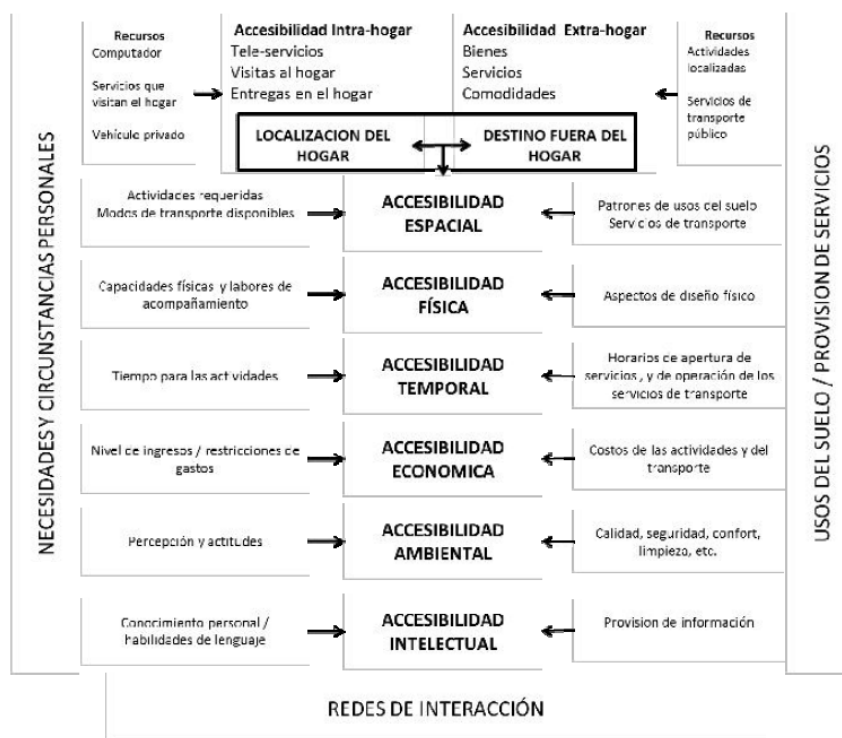 NECESIDADES Y CIRCUNSTANCIAS PERSONALES
Recursos
Computador
Servicios que
visitan el hogar
Vehículo privado
Accesibilidad Intra-hogar
Tele-servicios
Visitas al hogar
Entregas en el hogar
Accesibilidad Extra-hogar
Bienes
Servicios
Comodidades
Recursos
Actividades
localizadas
Servicios de
transporte
público
LOCALIZACION DEL
HOGAR
DESTINO FUERA DEL
HOGAR
Actividades requeridas
Modos de transporte disponibles
ACCESIBILIDAD
ESPACIAL
Patrones de usos del suelo
Servicios de transporte
Capacidades físicas y labores de
acompañamiento
ACCESIBILIDAD
FÍSICA
Aspectos de diseño físico
Tiempo para las actividades
ACCESIBILIDAD
TEMPORAL
Horarios de apertura de
servicios , y de operación de los
servicios de transporte
Nivel de ingresos / restricciones de
gastos
ACCESIBILIDAD
ECONOMICA
Costos de las actividades y del
transporte
Percepción y actitudes
ACCESIBILIDAD
AMBIENTAL
Calidad, seguridad, confort,
limpieza, etc.
Conocimiento personal /
habilidades de lenguaje
ACCESIBILIDAD
INTELECTUAL
Provision de información
USOS DEL SUELO / PROVISION DE SERVICIOS
REDES DE INTERACCIÓN